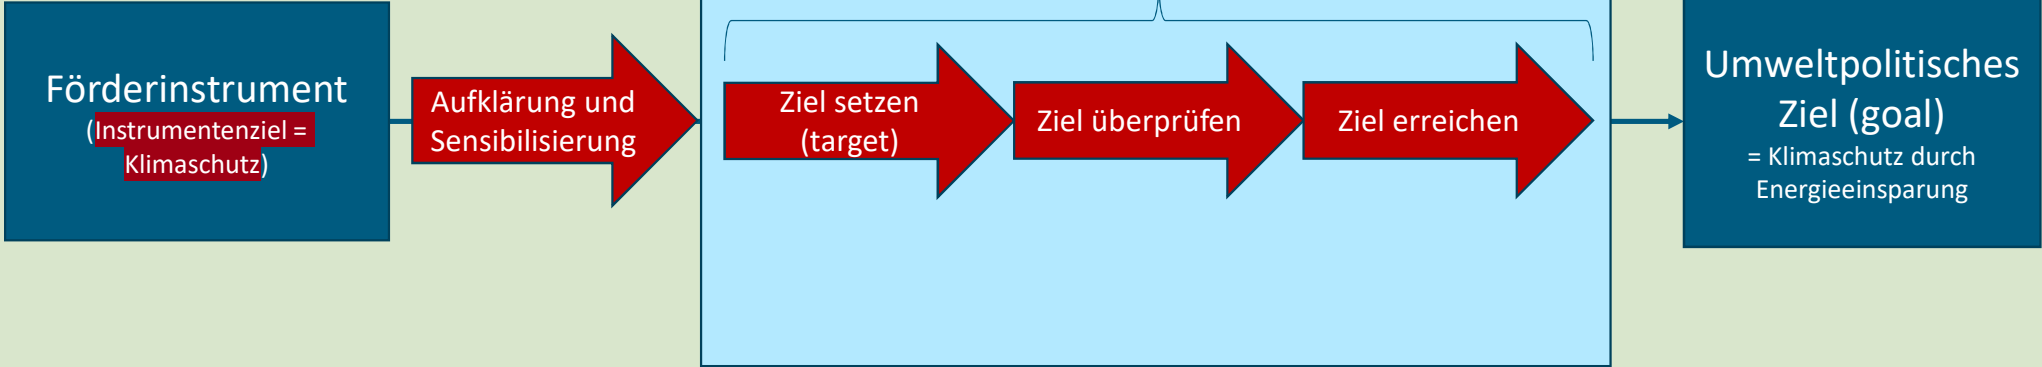 Förderinstrument
(Instrumentenziel =
Klimaschutz)
Aufklärung und
Sensibilisierung
Ziel setzen
(target)
Ziel überprüfen
Ziel erreichen
Umweltpolitisches
Ziel (goal)
= Klimaschutz durch
Energieeinsparung